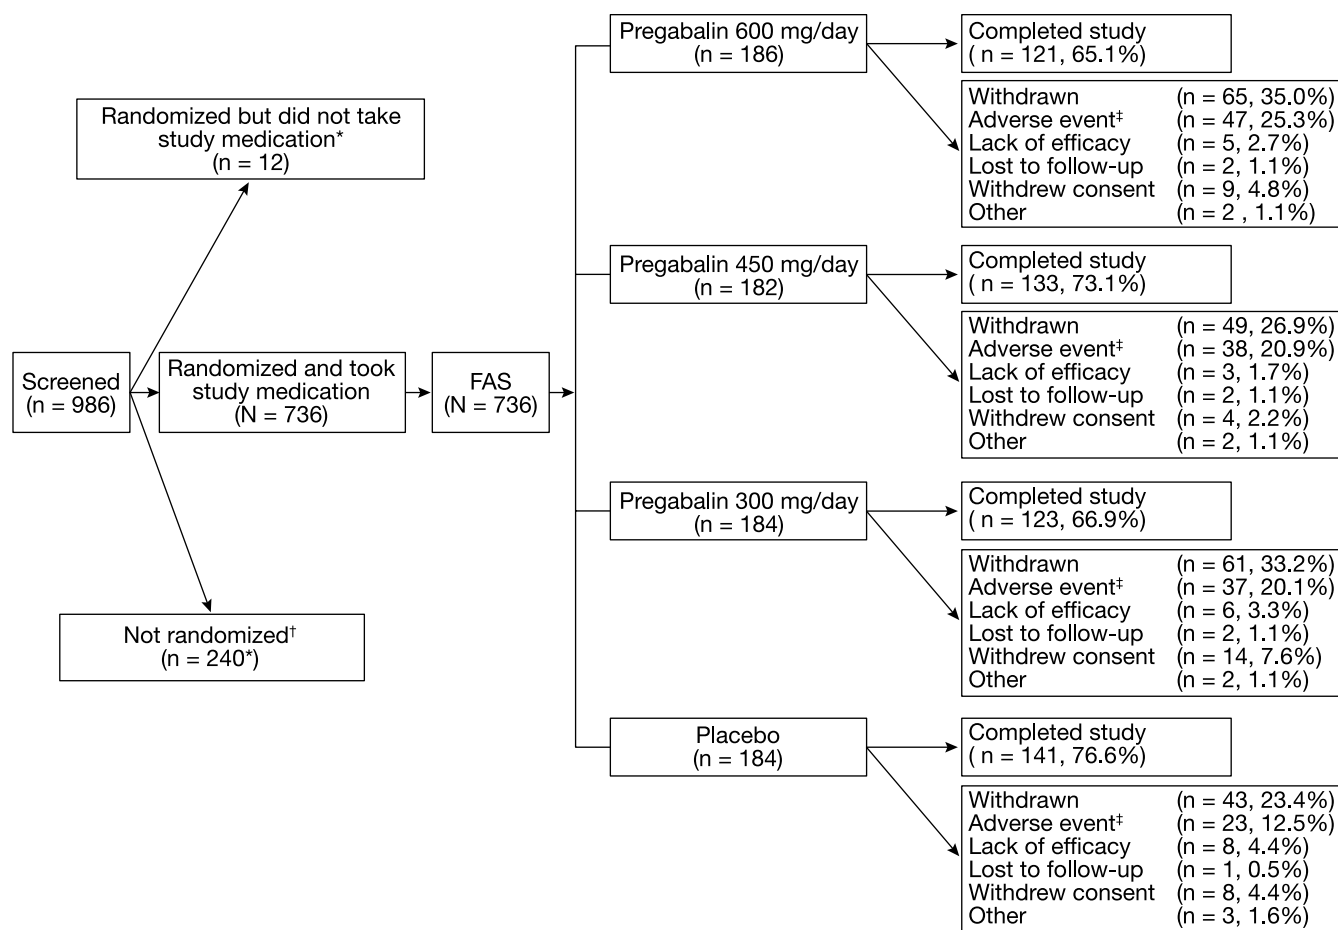 Screened
(n = 986)
Randomized but did not take
study medication*
(n = 12)
Randomized and took
study medication
(N = 736)
Not randomized†
(n = 240*)
FAS
(N = 736)
Pregabalin 600 mg/day
(n = 186)
Completed study
( n = 121, 65.1%)
Withdrawn (n = 65, 35.0%)
Adverse event‡ (n = 47, 25.3%)
Lack of efficacy (n = 5, 2.7%)
Lost to follow-up (n = 2, 1.1%)
Withdrew consent (n = 9, 4.8%)
Other (n = 2 , 1.1%)
Pregabalin 450 mg/day
(n = 182)
Completed study
( n = 133, 73.1%)
Withdrawn (n = 49, 26.9%)
Adverse event‡ (n = 38, 20.9%)
Lack of efficacy (n = 3, 1.7%)
Lost to follow-up (n = 2, 1.1%)
Withdrew consent (n = 4, 2.2%)
Other (n = 2, 1.1%)
Pregabalin 300 mg/day
(n = 184)
Completed study
( n = 123, 66.9%)
Withdrawn (n = 61, 33.2%)
Adverse event‡ (n = 37, 20.1%)
Lack of efficacy (n = 6, 3.3%)
Lost to follow-up (n = 2, 1.1%)
Withdrew consent (n = 14, 7.6%)
Other (n = 2, 1.1%)
Placebo
(n = 184)
Completed study
( n = 141, 76.6%)
Withdrawn (n = 43, 23.4%)
Adverse event‡ (n = 23, 12.5%)
Lack of efficacy (n = 8, 4.4%)
Lost to follow-up (n = 1, 0.5%)
Withdrew consent (n = 8, 4.4%)
Other (n = 3, 1.6%)